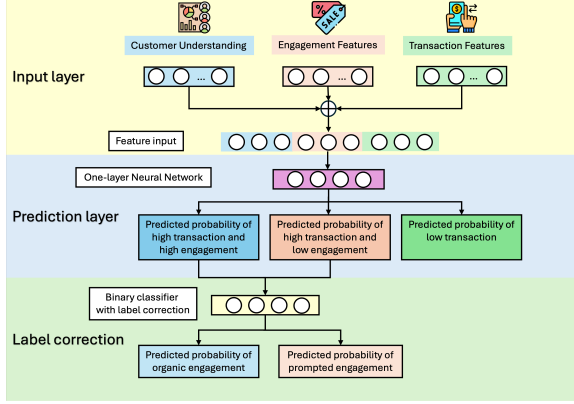 SALE
%
$
Customer Understanding
Engagement Features
Transaction Features
Input layer
...
...
...
Feature input
One-layer Neural Network
Prediction layer
Predicted probability of
high transaction and
high engagement
Predicted probability of
high transaction and
low engagement
Predicted probability of
low transaction
Binary classifier
with label correction
Label correction
Predicted probability of
organic engagement
Predicted probability of
prompted engagement